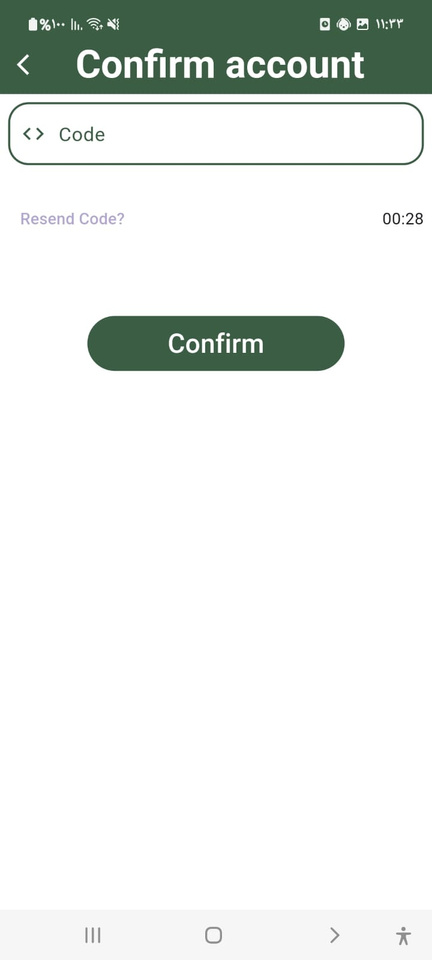 %١٠٠ ١١:٣٣
Confirm account
<> Code
Resend Code? 00:28
Confirm